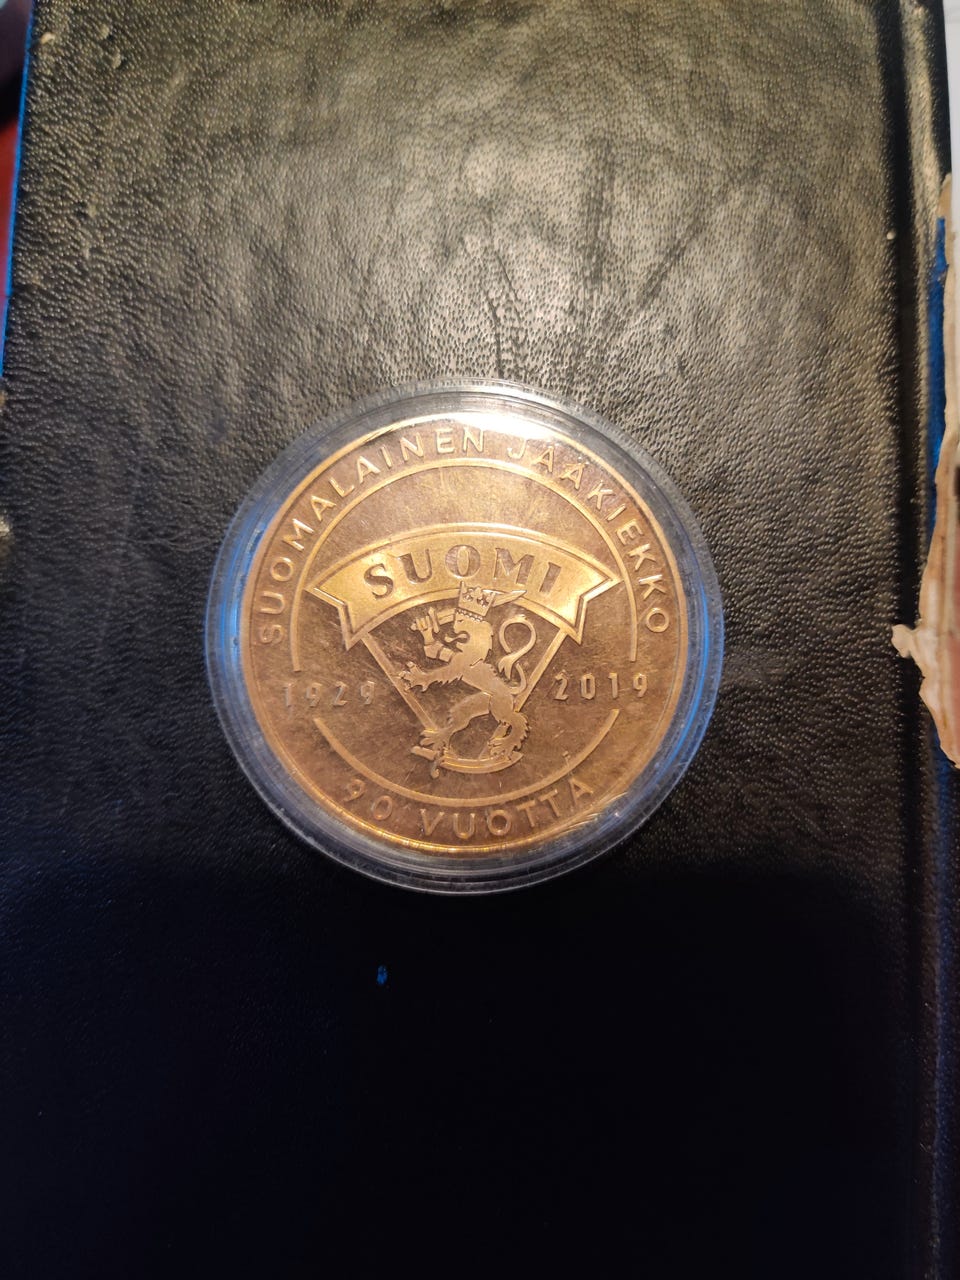 SUOMALAINEN JÄÄKIEKKO
SUOMI
1929 2019
90 VUOTTA